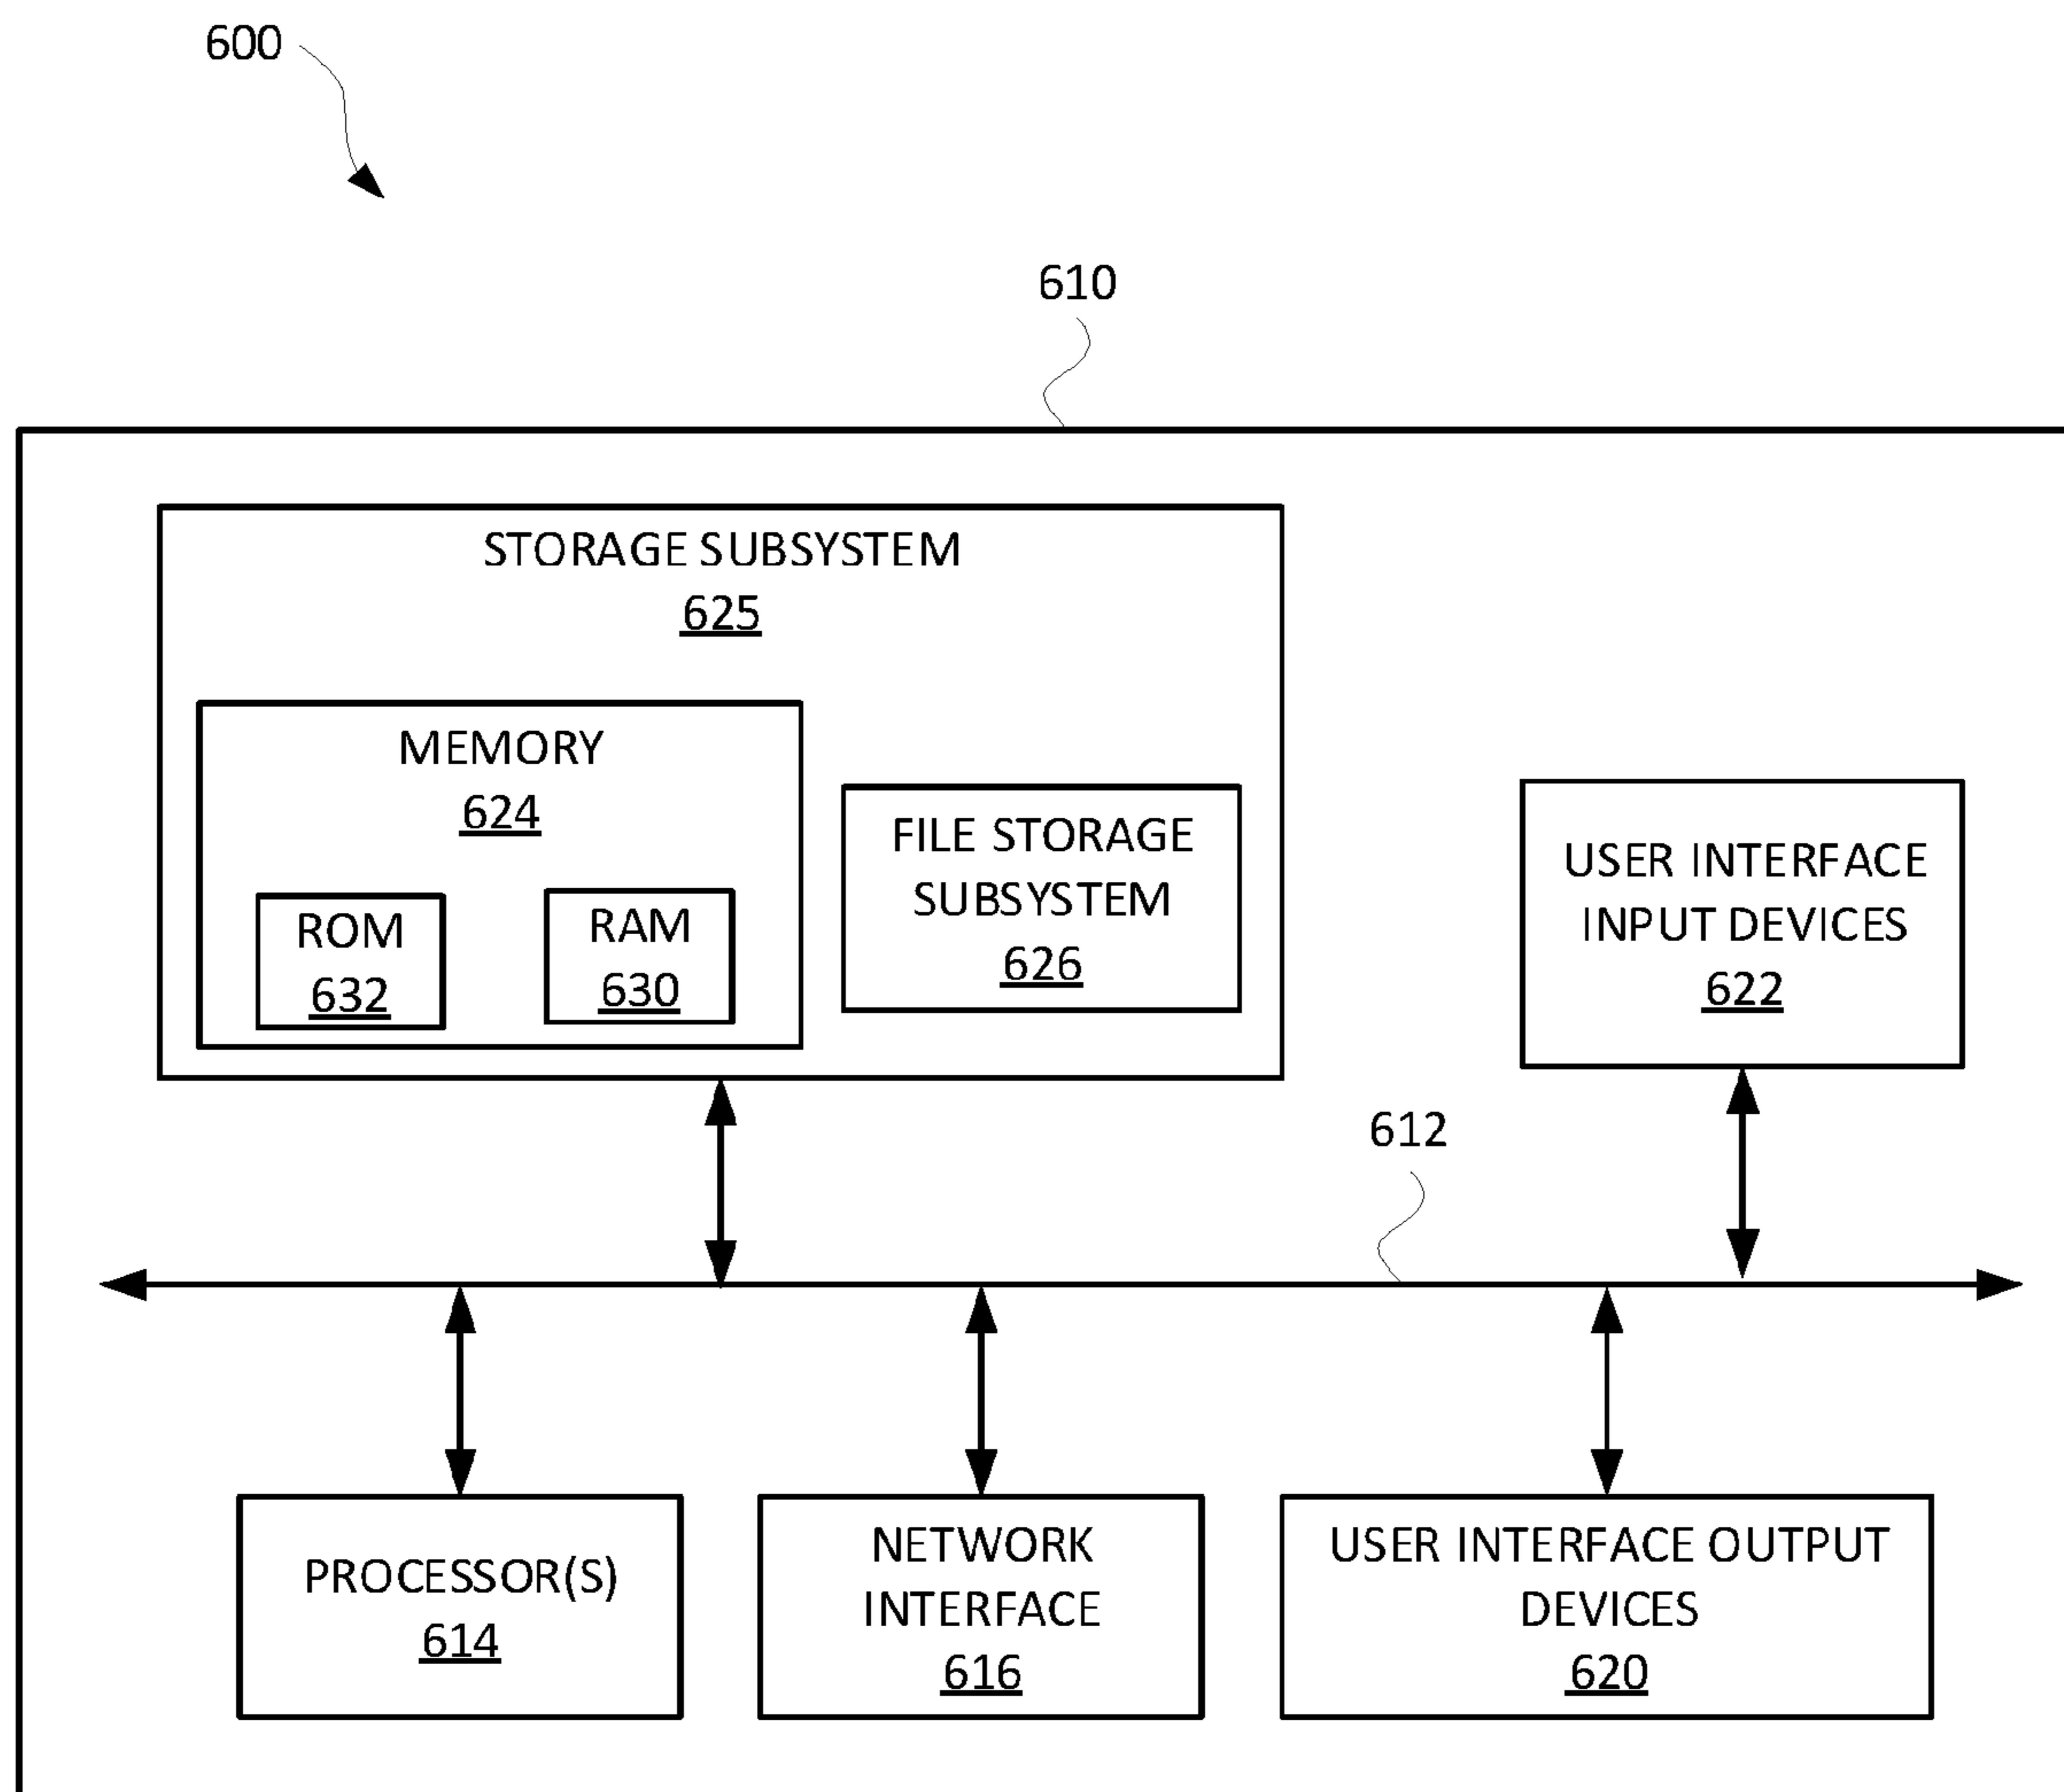 600
610
STORAGE SUBSYSTEM
625
MEMORY
624
ROM
632
RAM
630
FILE STORAGE
SUBSYSTEM
626
USER INTERFACE
INPUT DEVICES
622
612
PROCESSOR(S)
614
NETWORK
INTERFACE
616
USER INTERFACE OUTPUT
DEVICES
620